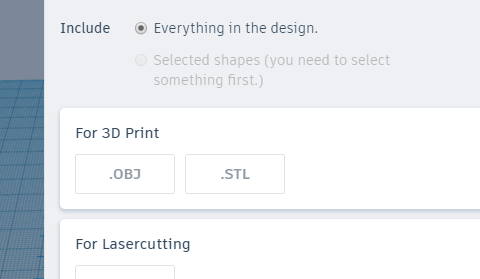 Include Everything in the design.
Selected shapes (you need to select
something first.)
For 3D Print
.OBJ .STL
For Lasercutting